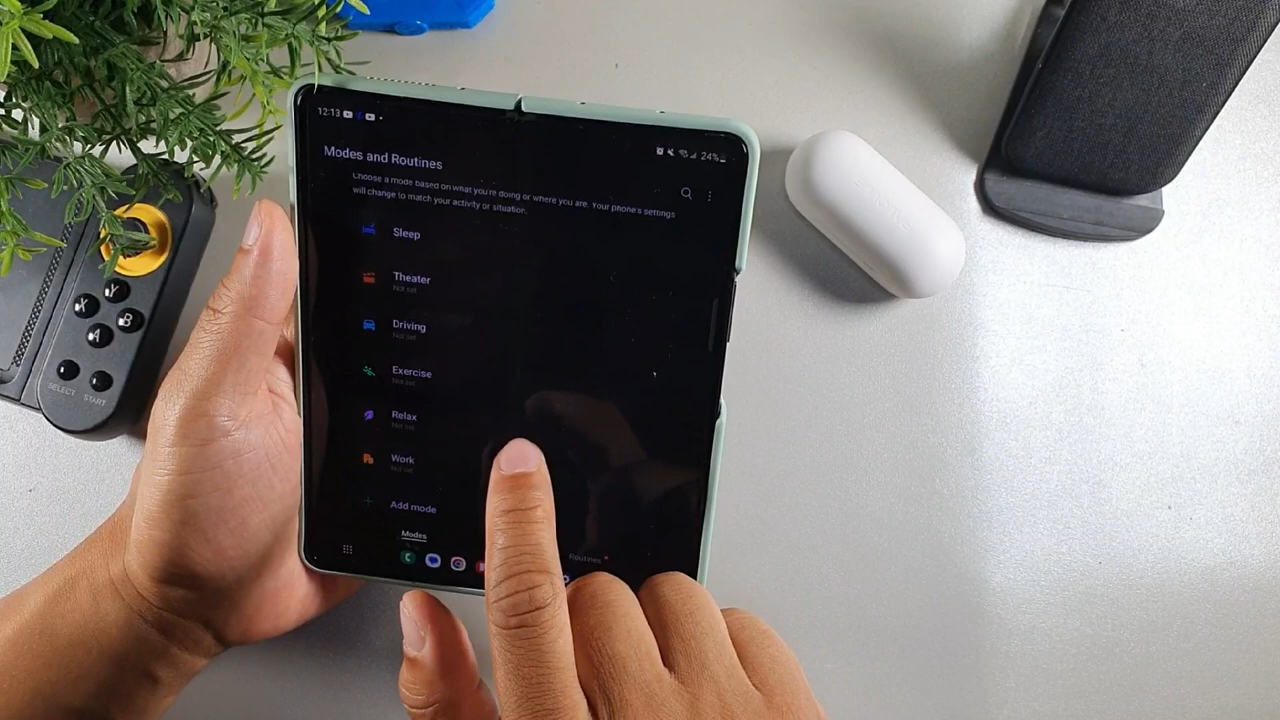 12:13
24%
Modes and Routines
Choose a mode based on what you're doing or where you are. Your phone's settings
will change to match your activity or situation.
Sleep
Theater
Not set
Driving
Not set
Exercise
Not set
Relax
Not set
Work
Not set
Add mode
Modes
Routines
Y
X
B
A
SELECT
START